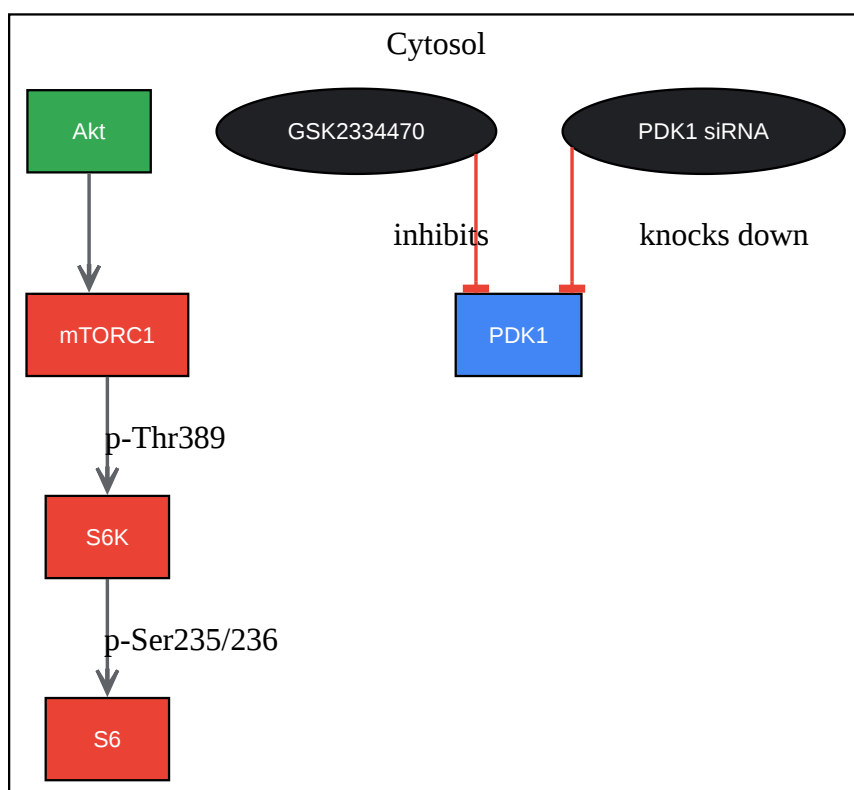 Cytosol
Akt
GSK2334470
PDK1 siRNA
inhibits
knocks down
mTORC1
PDK1
p-Thr389
S6K
p-Ser235/236
S6